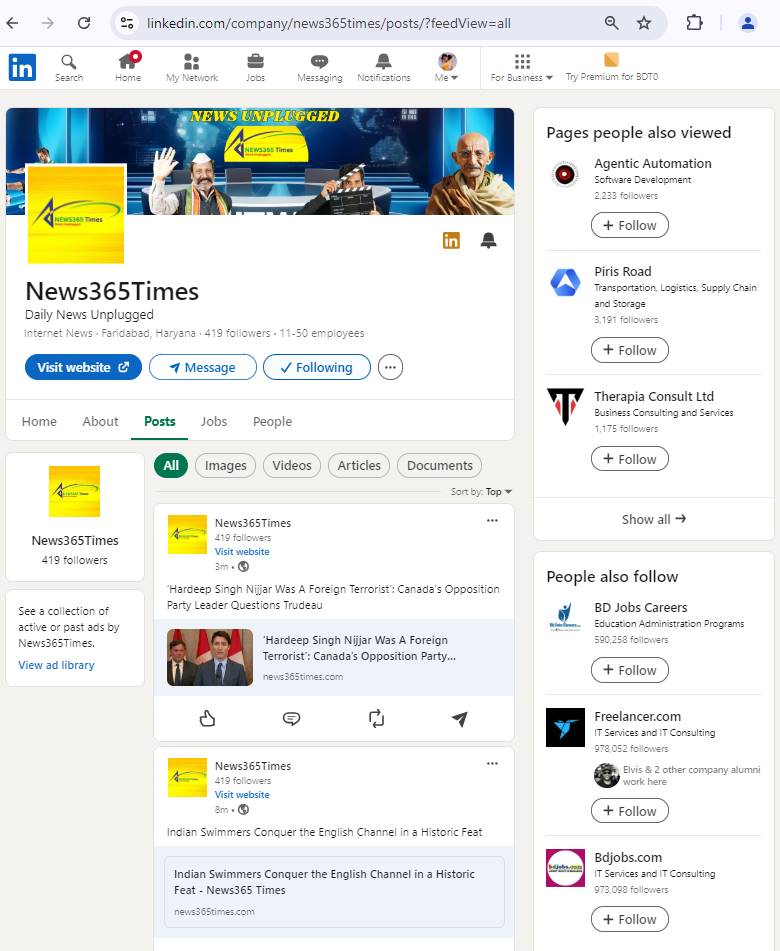 linkedin.com/company/news365times/posts/?feedView=all
Search
Home
My Network
Jobs
Messaging
Notifications
Me
For Business
Try Premium for BDT0
NEWS UNPLUGGED
NEWS365 Times
News Unplugged
NEWS365 Times
News Unplugged
News365Times
Daily News Unplugged
Internet News · Faridabad, Haryana · 419 followers · 11-50 employees
Visit website
Message
Following
Home
About
Posts
Jobs
People
NEWS365 Times
News365Times
419 followers
See a collection of
active or past ads by
News365Times.
View ad library
All
Images
Videos
Articles
Documents
Sort by: Top
News365Times
419 followers
Visit website
3m •
‘Hardeep Singh Nijjar Was A Foreign Terrorist’: Canada’s Opposition
Party Leader Questions Trudeau
‘Hardeep Singh Nijjar Was A Foreign
Terrorist’: Canada’s Opposition Party...
news365times.com
News365Times
419 followers
Visit website
8m •
Indian Swimmers Conquer the English Channel in a Historic Feat
Indian Swimmers Conquer the English Channel in a Historic
Feat - News365 Times
news365times.com
Pages people also viewed
Agentic Automation
Software Development
2,233 followers
+ Follow
Piris Road
Transportation, Logistics, Supply Chain
and Storage
3,191 followers
+ Follow
Therapia Consult Ltd
Business Consulting and Services
1,175 followers
+ Follow
Show all →
People also follow
BD Jobs Careers
Education Administration Programs
590,258 followers
+ Follow
Freelancer.com
IT Services and IT Consulting
978,052 followers
Elvis & 2 other company alumni
work here
+ Follow
bdjobs.com
Bdjobs.com
IT Services and IT Consulting
973,098 followers
+ Follow